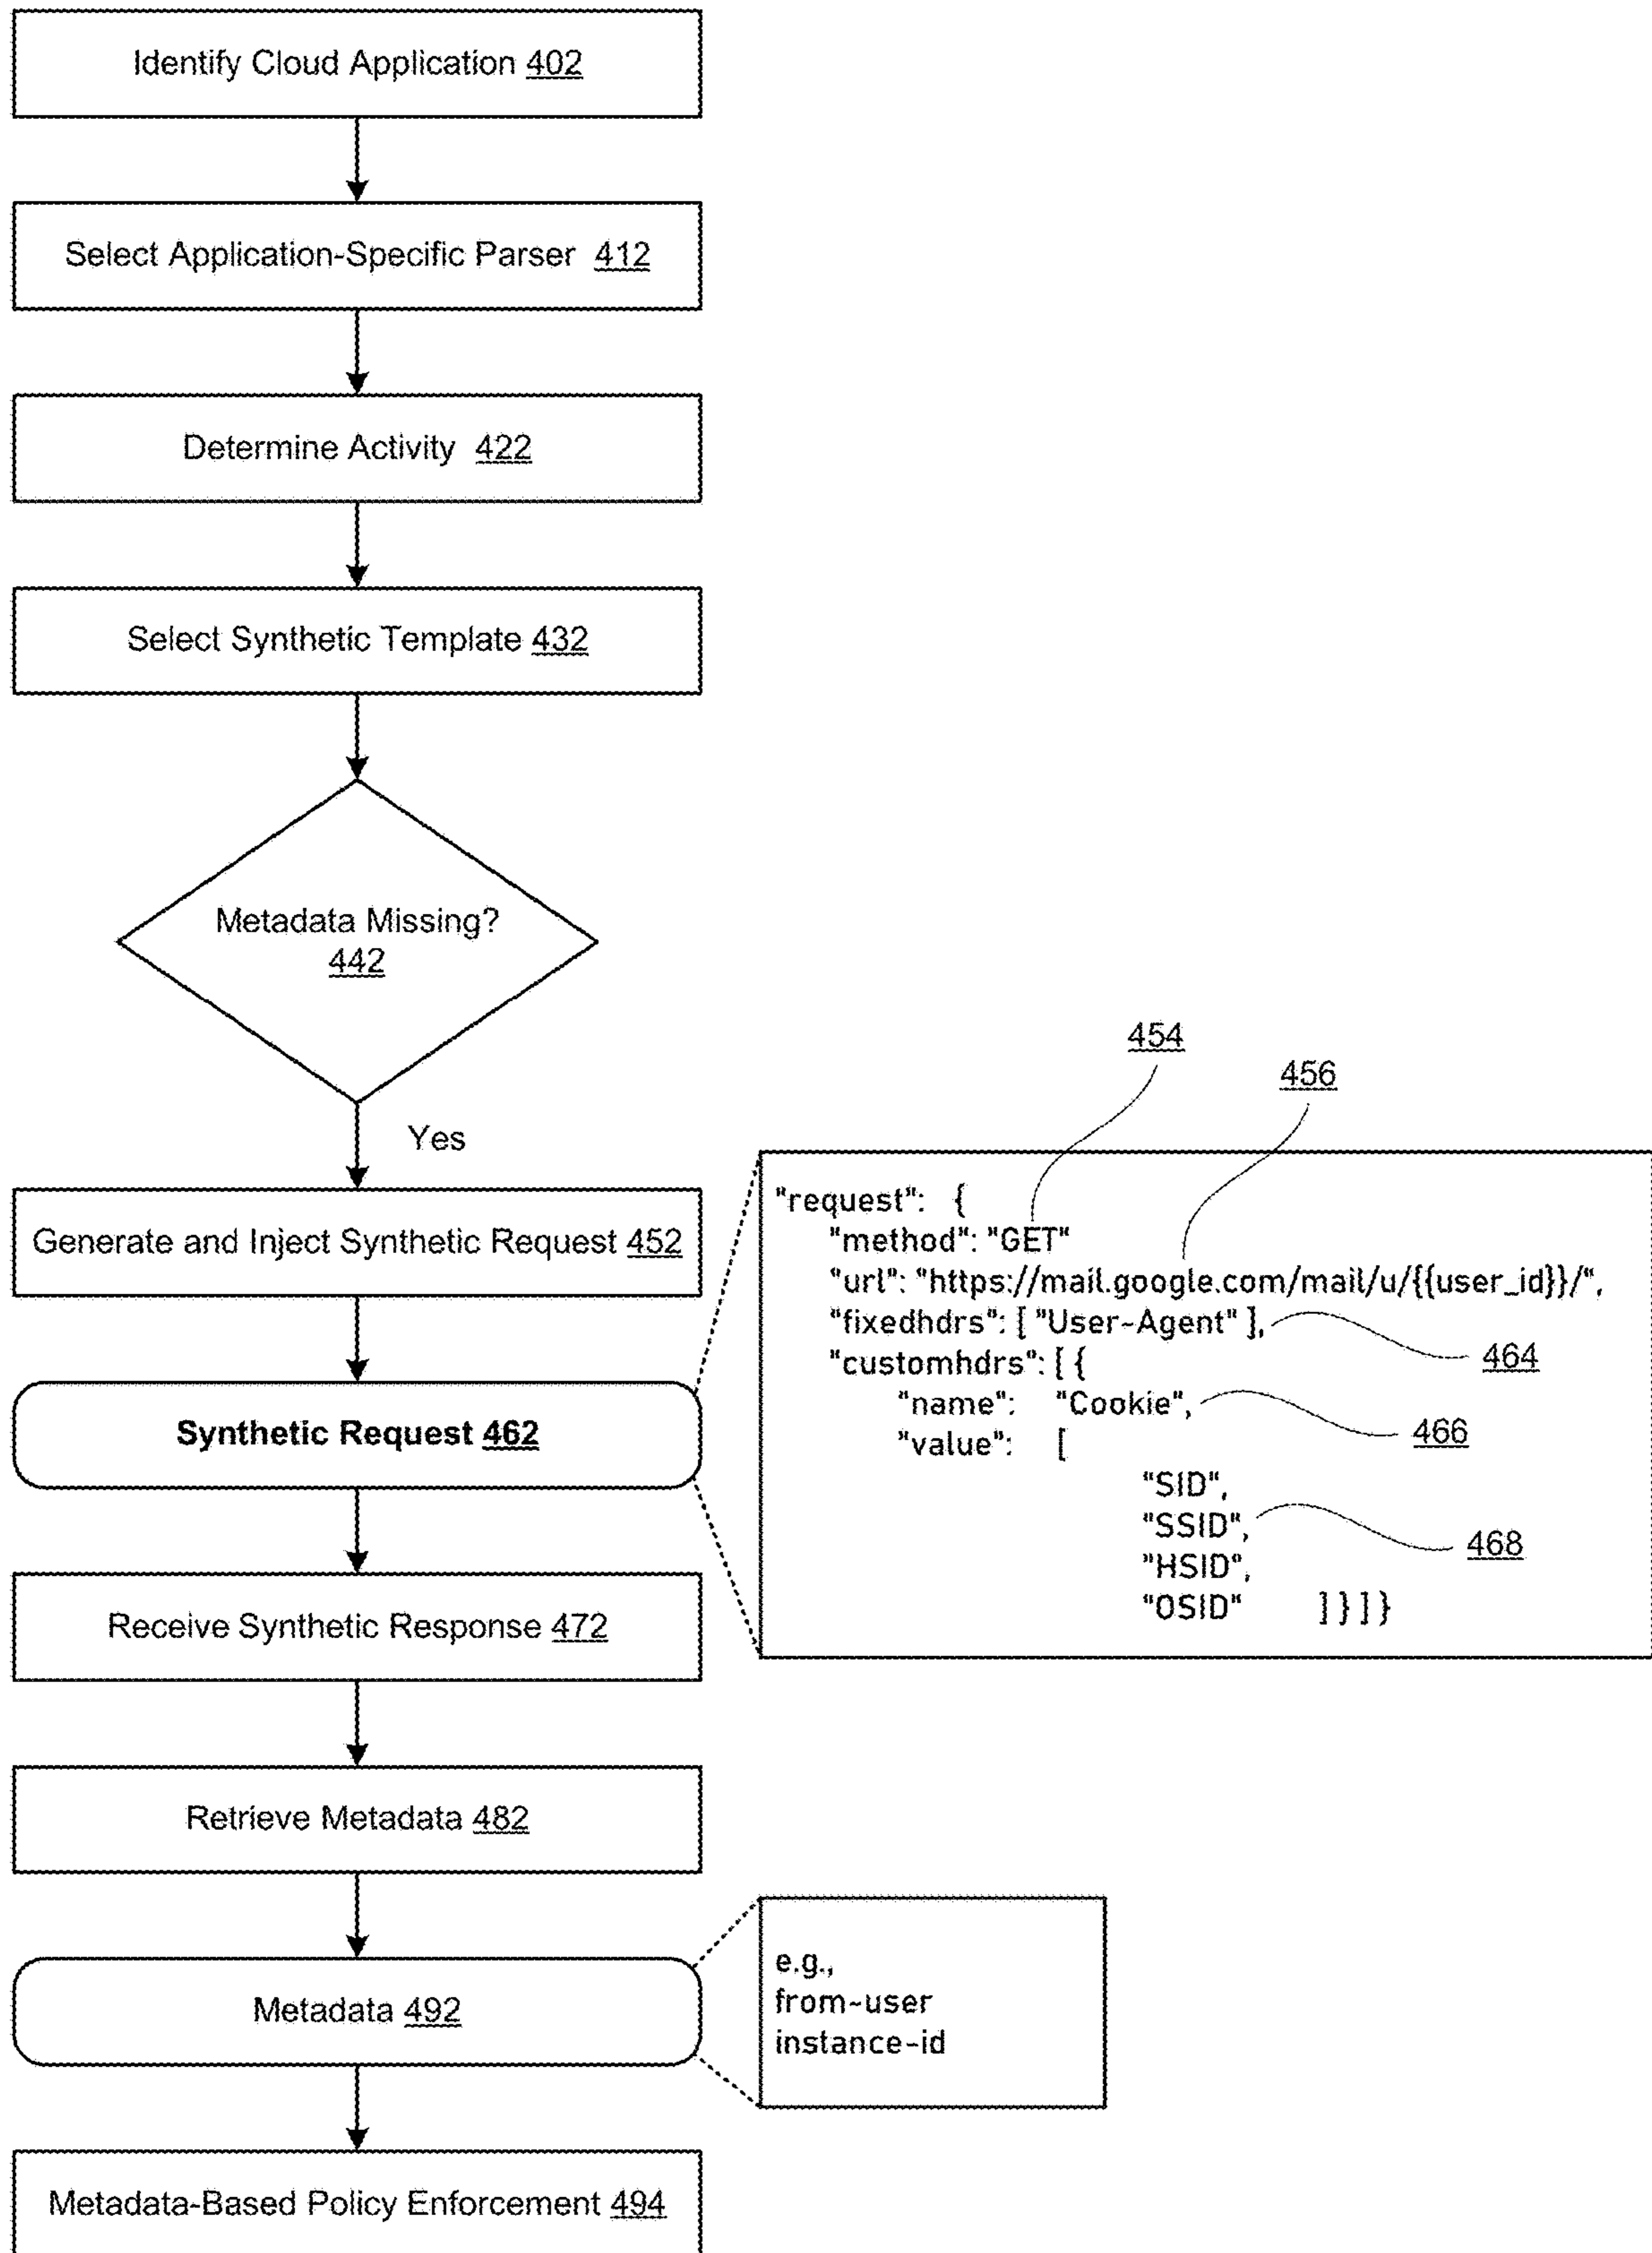 Identify Cloud Application 402
Select Application-Specific Parser 412
Determine Activity 422
Select Synthetic Template 432
Metadata Missing?
442
Yes
Generate and Inject Synthetic Request 452
Synthetic Request 462
454
456
"request": {
"method": "GET"
"url": "https://mail.google.com/mail/u/{{user_id}}/",
"fixedhdrs": [ "User-Agent" ],
464
"customhdrs": [ {
"name": "Cookie",
466
"value": [
"SID",
"SSID",
468
"HSID",
"OSID" ] } ] }
Receive Synthetic Response 472
Retrieve Metadata 482
Metadata 492
e.g.,
from-user
instance-id
Metadata-Based Policy Enforcement 494